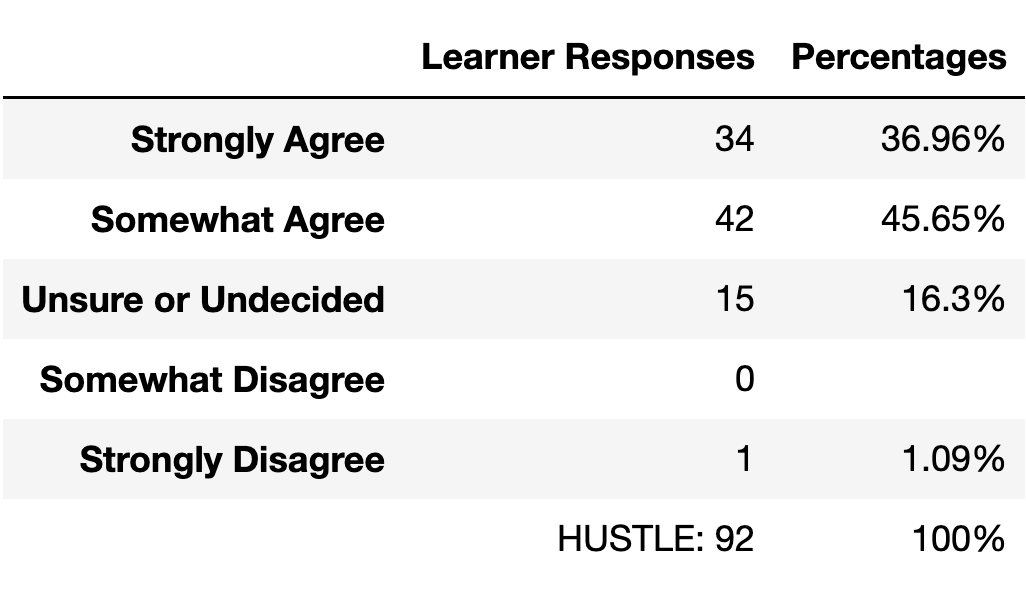 Learner Responses Percentages
Strongly Agree 34 36.96%
Somewhat Agree 42 45.65%
Unsure or Undecided 15 16.3%
Somewhat Disagree 0
Strongly Disagree 1 1.09%
HUSTLE: 92 100%